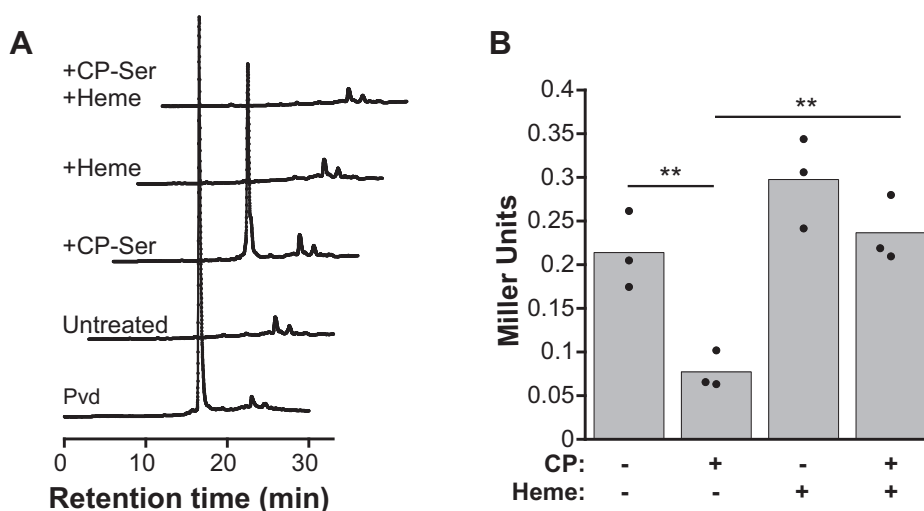 A
+CP-Ser
+Heme
+Heme
+CP-Ser
Untreated
Pvd
0 10 20 30
Retention time (min)
B
Miller Units
0.4
0.35
0.3
0.25
0.2
0.15
0.1
0.05
0
**
**
CP: - + - +
Heme: - - + +